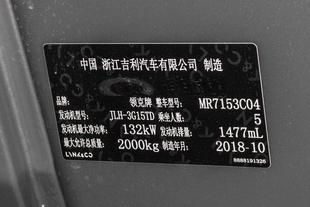 中国 浙江吉利汽车有限公司 制造
品牌: 领克牌 整车型号: MR7153C04
发动机型号: JLH-3G15TD 乘坐人数: 5
发动机最大净功率: 132kW 发动机排量: 1477mL
最大允许总质量: 2000kg 制造年月: 2018-10
LYNK&CO 8888191326